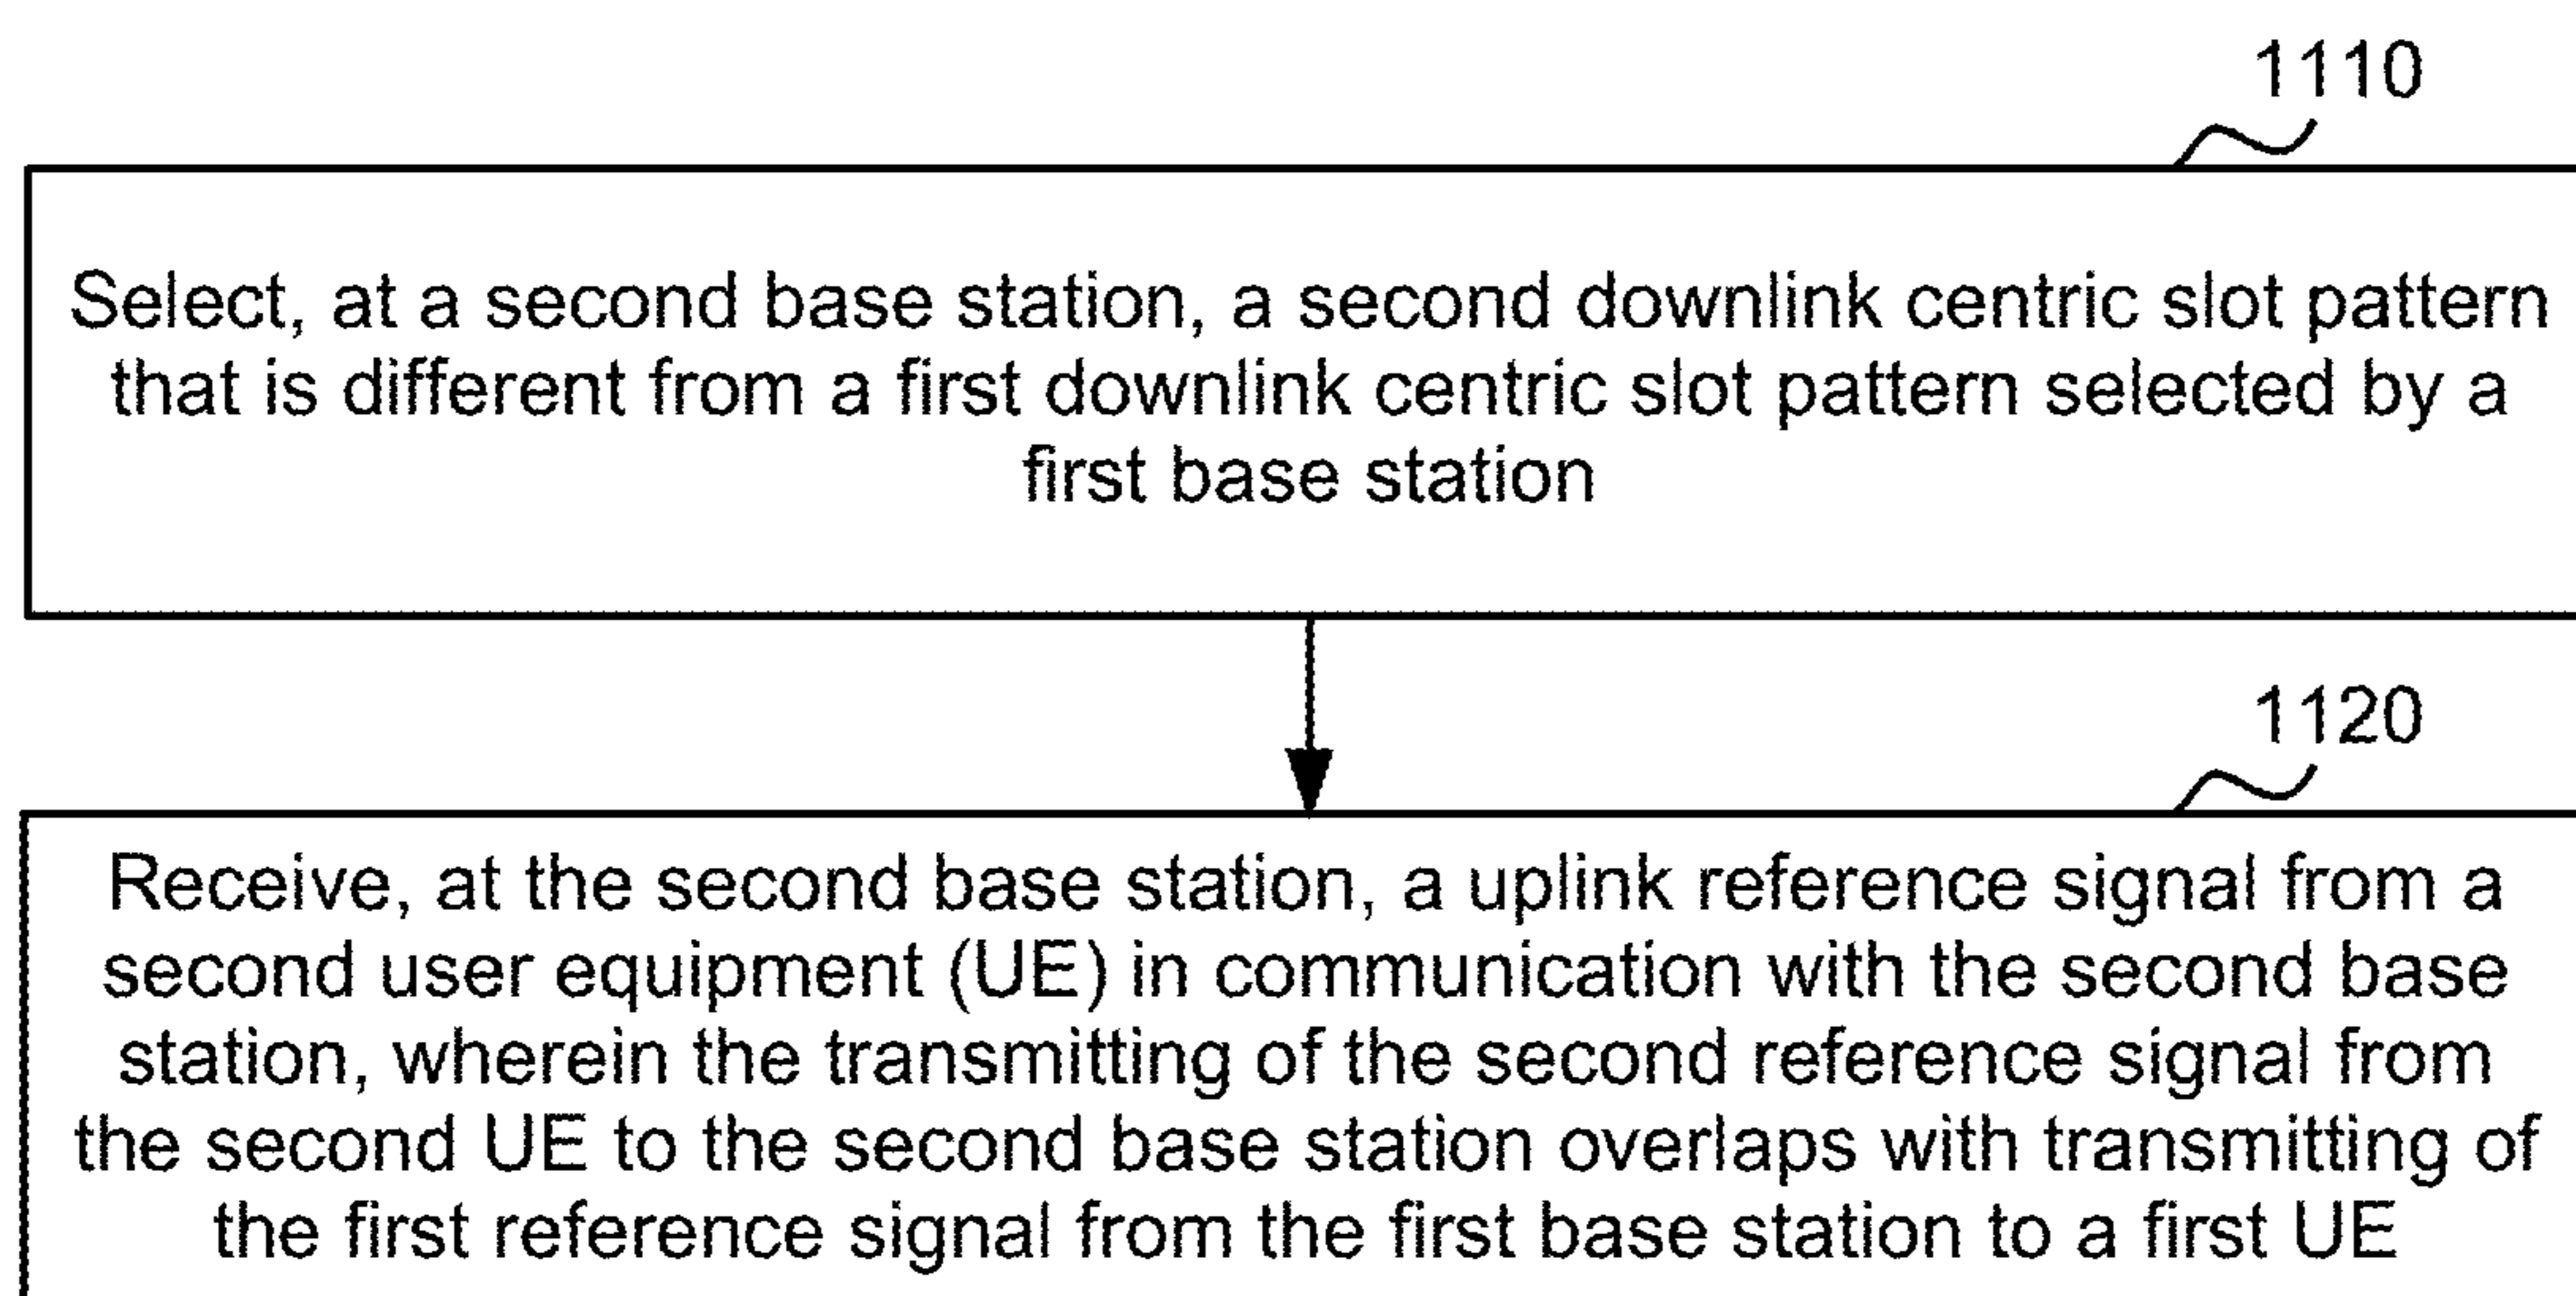 1110
Select, at a second base station, a second downlink centric slot pattern
that is different from a first downlink centric slot pattern selected by a
first base station
1120
Receive, at the second base station, a uplink reference signal from a
second user equipment (UE) in communication with the second base
station, wherein the transmitting of the second reference signal from
the second UE to the second base station overlaps with transmitting of
the first reference signal from the first base station to a first UE